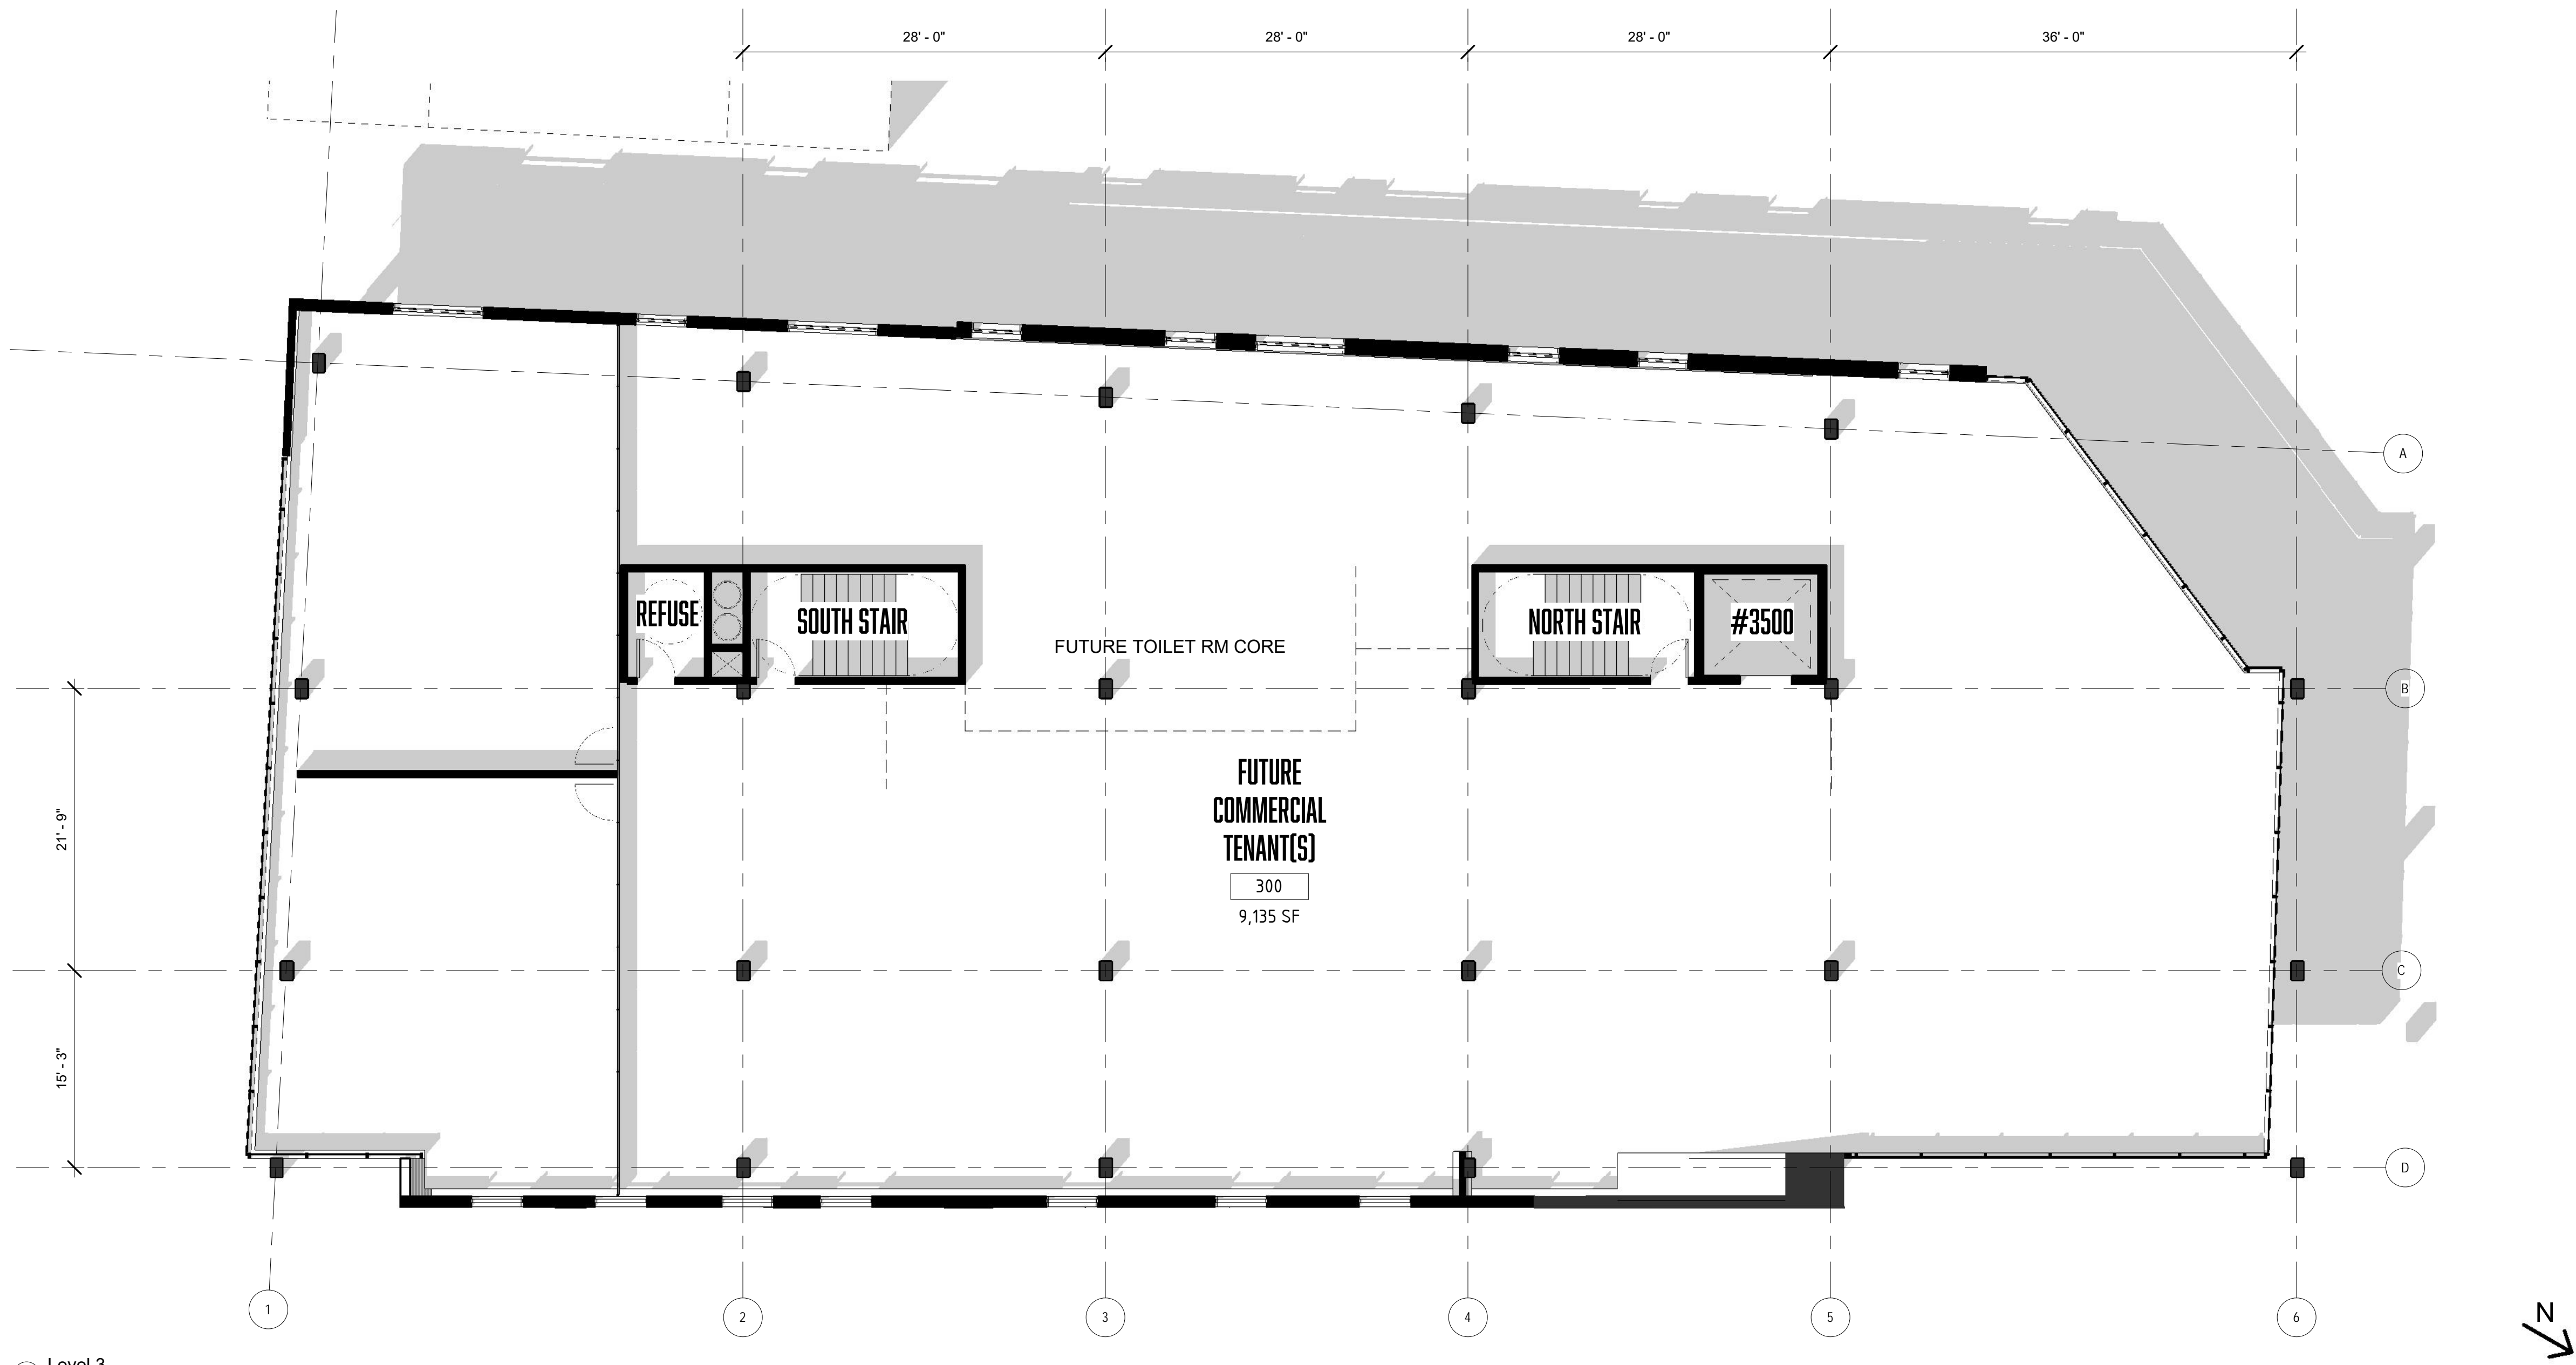 28' - 0"
28' - 0"
28' - 0"
36' - 0"
A
REFUSE
SOUTH STAIR
FUTURE TOILET RM CORE
NORTH STAIR
#3500
B
21' - 9"
FUTURE
COMMERCIAL
TENANT(S)
300
9,135 SF
C
15' - 3"
D
1
2
3
4
5
6
N
Level 3